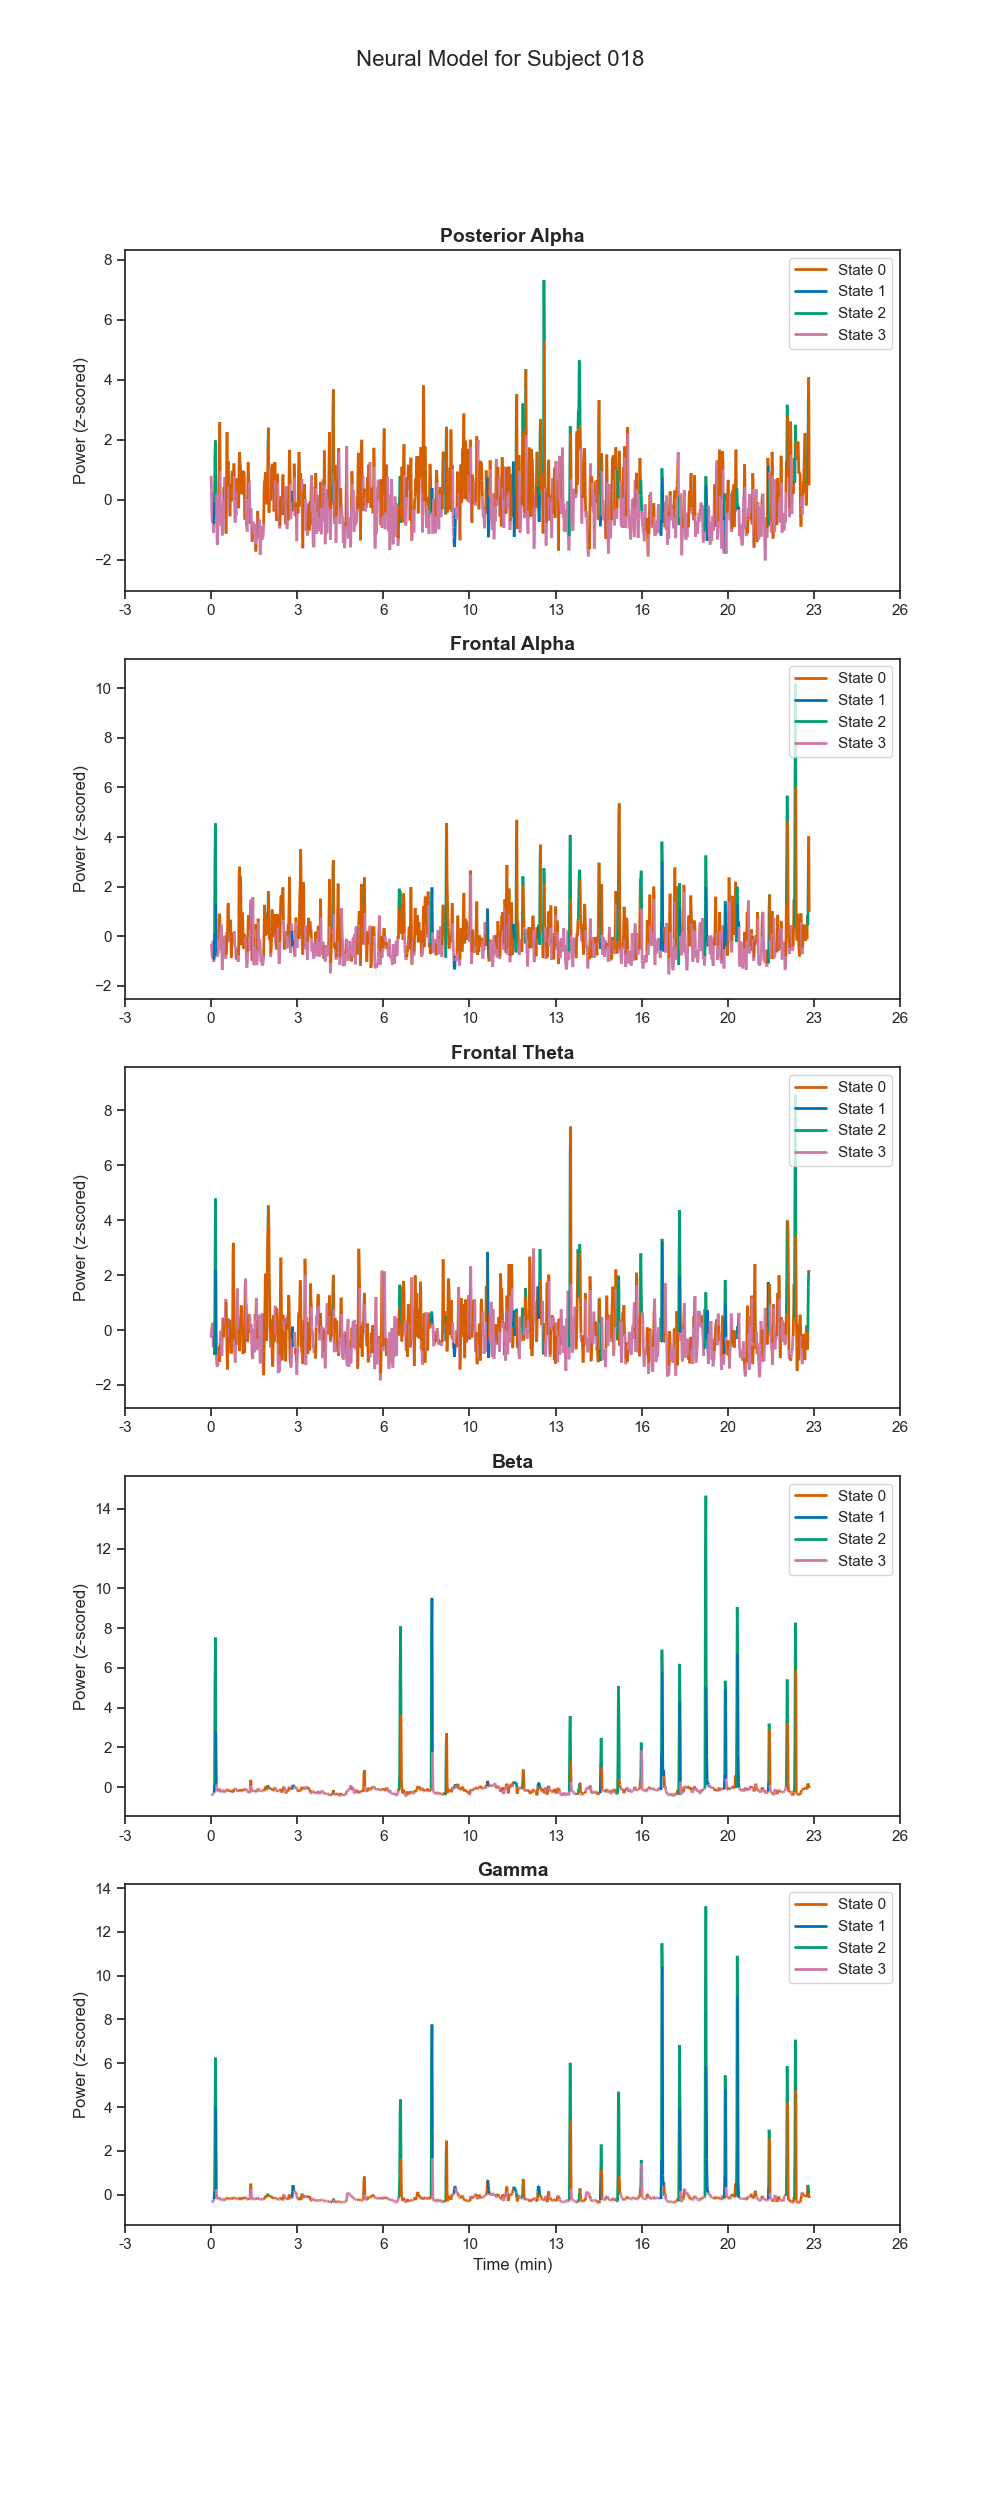 Neural Model for Subject 018
Posterior Alpha
Power (z-scored)
8
6
4
2
0
−2
State 0
State 1
State 2
State 3
-3 0 3 6 10 13 16 20 23 26
Frontal Alpha
Power (z-scored)
10
8
6
4
2
0
−2
State 0
State 1
State 2
State 3
-3 0 3 6 10 13 16 20 23 26
Frontal Theta
Power (z-scored)
8
6
4
2
0
−2
State 0
State 1
State 2
State 3
-3 0 3 6 10 13 16 20 23 26
Beta
Power (z-scored)
14
12
10
8
6
4
2
0
State 0
State 1
State 2
State 3
-3 0 3 6 10 13 16 20 23 26
Gamma
Power (z-scored)
14
12
10
8
6
4
2
0
State 0
State 1
State 2
State 3
-3 0 3 6 10 13 16 20 23 26
Time (min)